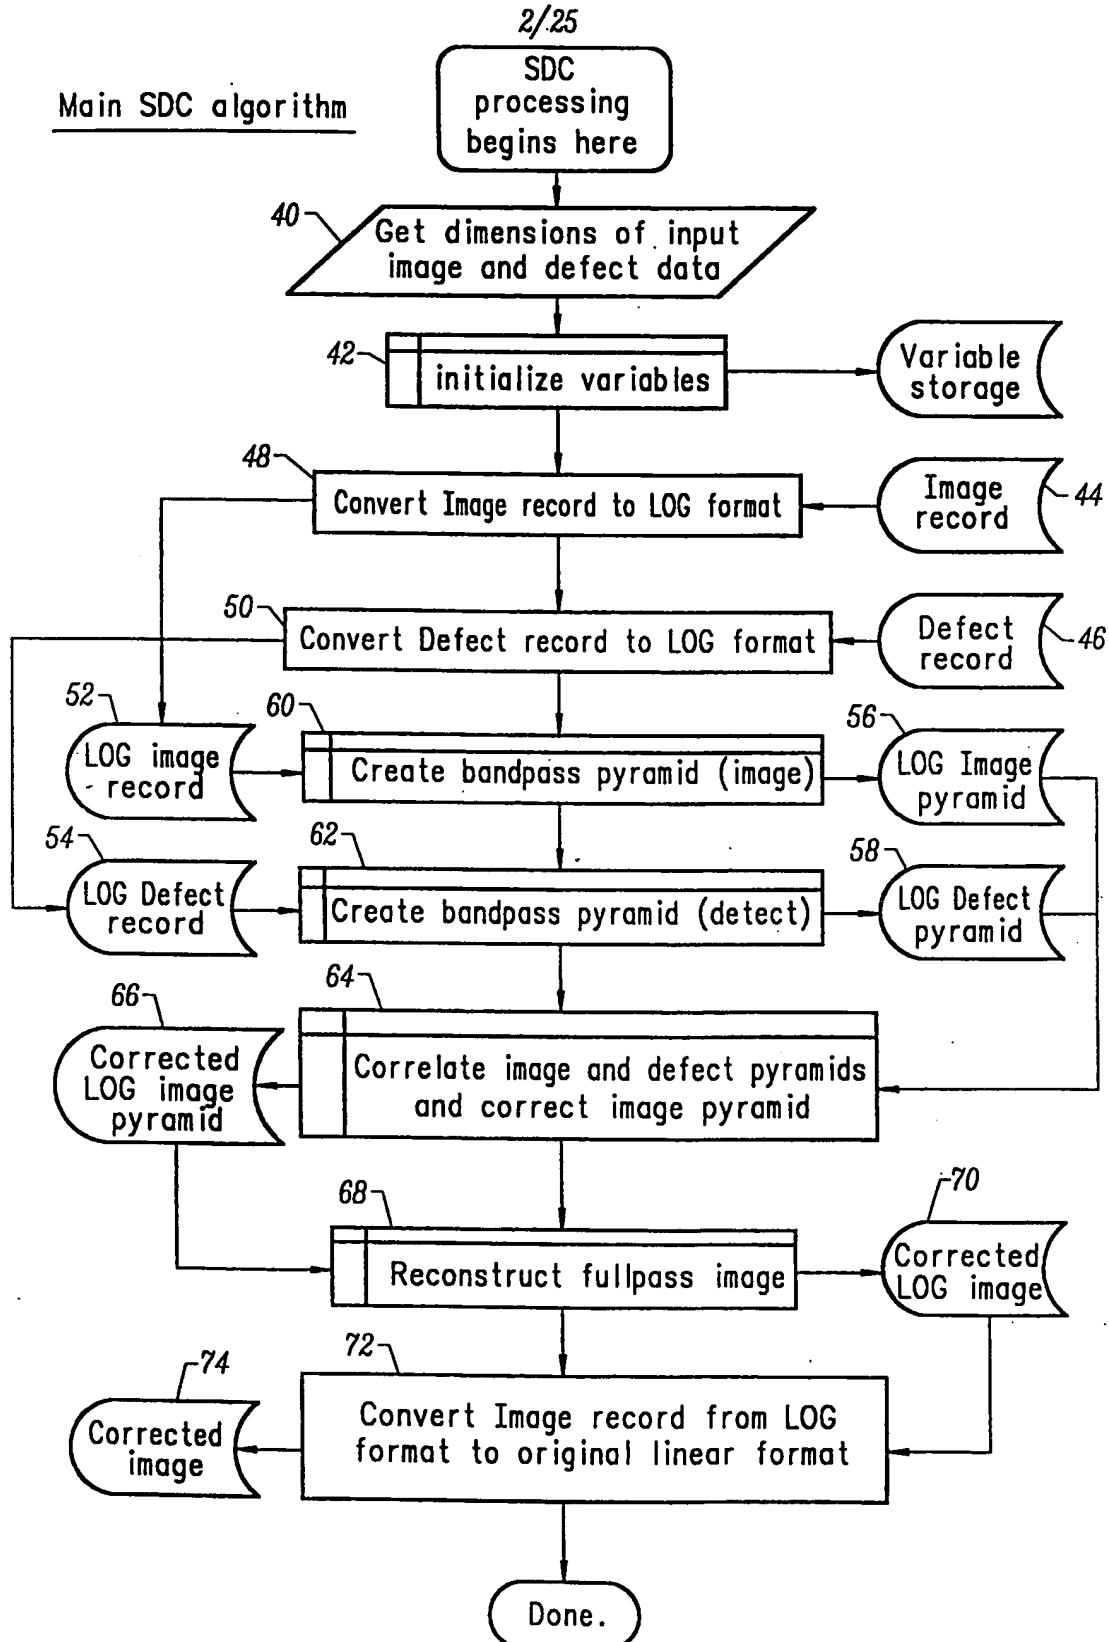 2/25
Main SDC algorithm
SDC
processing
begins here
40
Get dimensions of input
image and defect data
42
initialize variables
Variable
storage
48
Convert Image record to LOG format
Image
record
44
50
Convert Defect record to LOG format
Defect
record
46
52
LOG image
record
60
Create bandpass pyramid (image)
56
LOG Image
pyramid
54
LOG Defect
record
62
Create bandpass pyramid (detect)
58
LOG Defect
pyramid
64
Correlate image and defect pyramids
and correct image pyramid
66
Corrected
LOG image
pyramid
68
Reconstruct fullpass image
70
Corrected
LOG image
72
Convert Image record from LOG
format to original linear format
74
Corrected
image
Done.